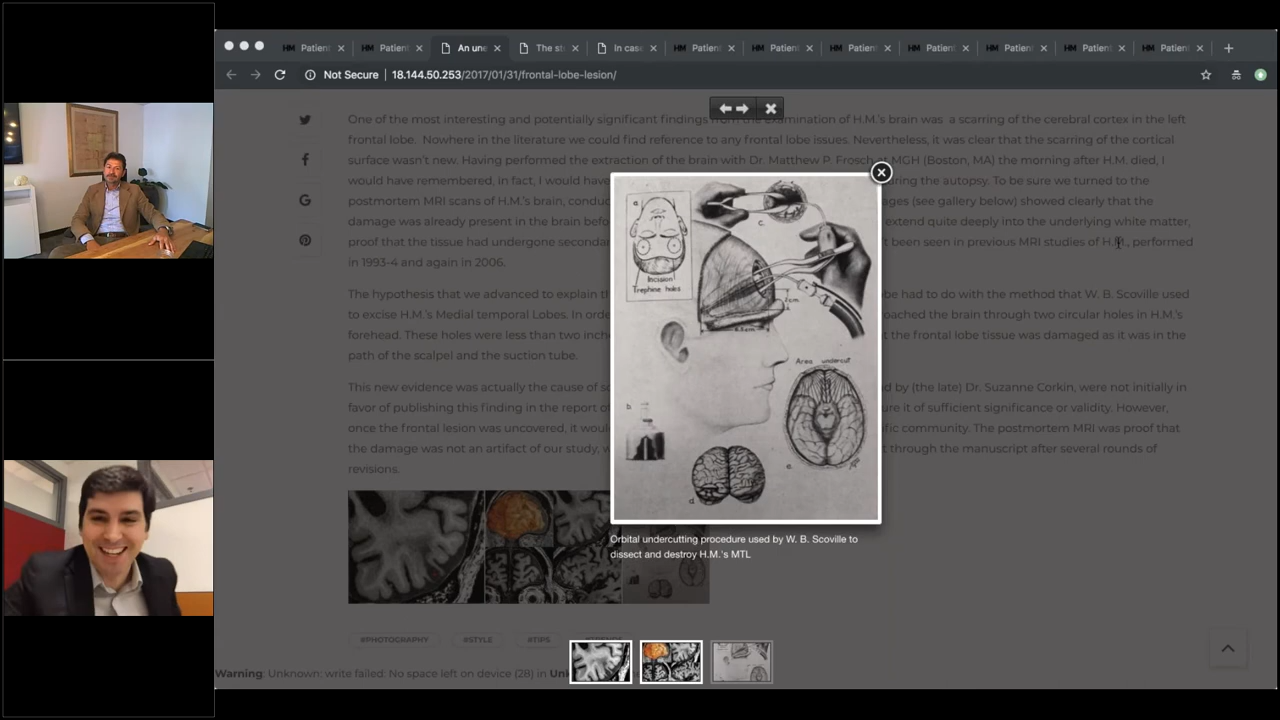 HM Patient
HM Patient
An une
The st
In case
HM Patient
HM Patient
HM Patient
HM Patient
HM Patient
HM Patient
HM Patient
Not Secure 18.144.50.253/2017/01/31/frontal-lobe-lesion/
One of the most interesting and potentially significant findings from the examination of H.M.'s brain was a scarring of the cerebral cortex in the left
frontal lobe. Nowhere in the literature we could find reference to any frontal lobe issues. Nevertheless, it was clear that the scarring of the cortical
surface wasn't new. Having performed the extraction of the brain with Dr. Matthew P. Frosch at MGH (Boston, MA) the morning after H.M. died, I
would have remembered, in fact, I would have ring the autopsy. To be sure we turned to the
postmortem MRI scans of H.M.'s brain, ages (see gallery below) showed clearly that the
damage was already present in the brain extend quite deeply into the underlying white matter,
proof that the tissue had undergone 't been seen in previous MRI studies of H.M., performed
in 1993-4 and again in 2006.
The hypothesis that we advanced to explain be had to do with the method that W. B. Scoville used
to excise H.M.'s Medial temporal Lobes. In oached the brain through two circular holes in H.M.'s
forehead. These holes were less than two t the frontal lobe tissue was damaged as it was in the
path of the scalpel and the suction tube.
This new evidence was actually the cause of d by (the late) Dr. Suzanne Corkin, were not initially in
favor of publishing this finding in the report of ure it of sufficient significance or validity. However,
once the frontal lesion was uncovered, it fic community. The postmortem MRI was proof that
the damage was not an artifact of our study, t through the manuscript after several rounds of
revisions.
a.
Incision
Trephine holes
c.
Area undercut
b.
d
e.
Orbital undercutting procedure used by W. B. Scoville to
dissect and destroy H.M.'s MTL
#PHOTOGRAPHY #STYLE #TIPS
Warning: Unknown: write failed: No space left on device (28) in